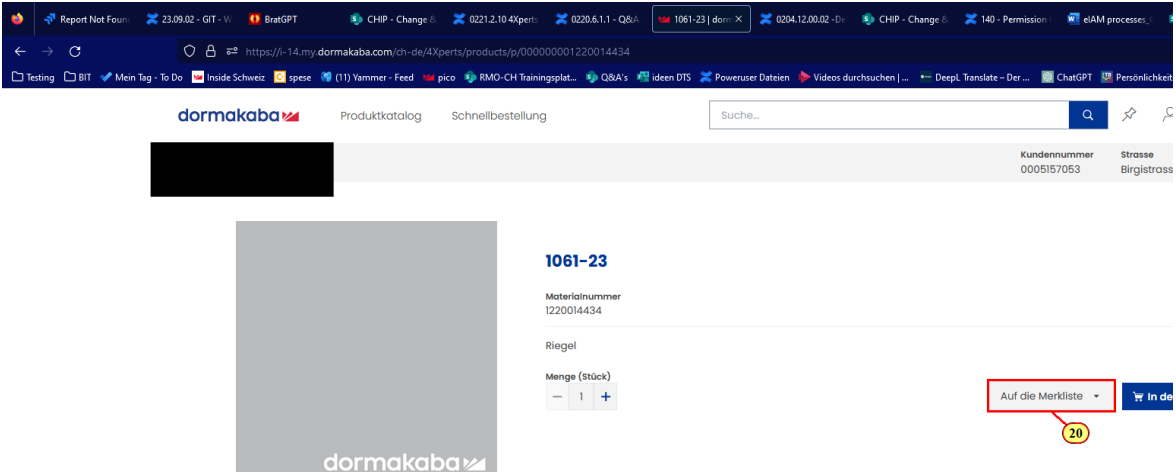 Report Not Foun
23.09.02 - GIT - W
BratGPT
CHIP - Change &
0221.2.10 4Xperts
0220.6.1.1 - Q&A
1061-23 | dorm
0204.12.00.02 - De
CHIP - Change &
140 - Permission
eIAM processes_
https://i-14.my.dormakaba.com/ch-de/4Xperts/products/p/000000001220014434
Testing
BIT
Mein Tag - To Do
Inside Schweiz
spese
(11) Yammer - Feed
pico
RMO-CH Trainingsplat...
Q&A's
ideen DTS
Poweruser Dateien
Videos durchsuchen | ...
DeepL Translate – Der ...
ChatGPT
Persönlichkeit
dormakaba
Produktkatalog
Schnellbestellung
Suche...
Kundennummer
0005157053
Strasse
Birgistrass
1061-23
Materialnummer
1220014434
Riegel
Menge (Stück)
1
Auf die Merkliste
In de
20
dormakaba